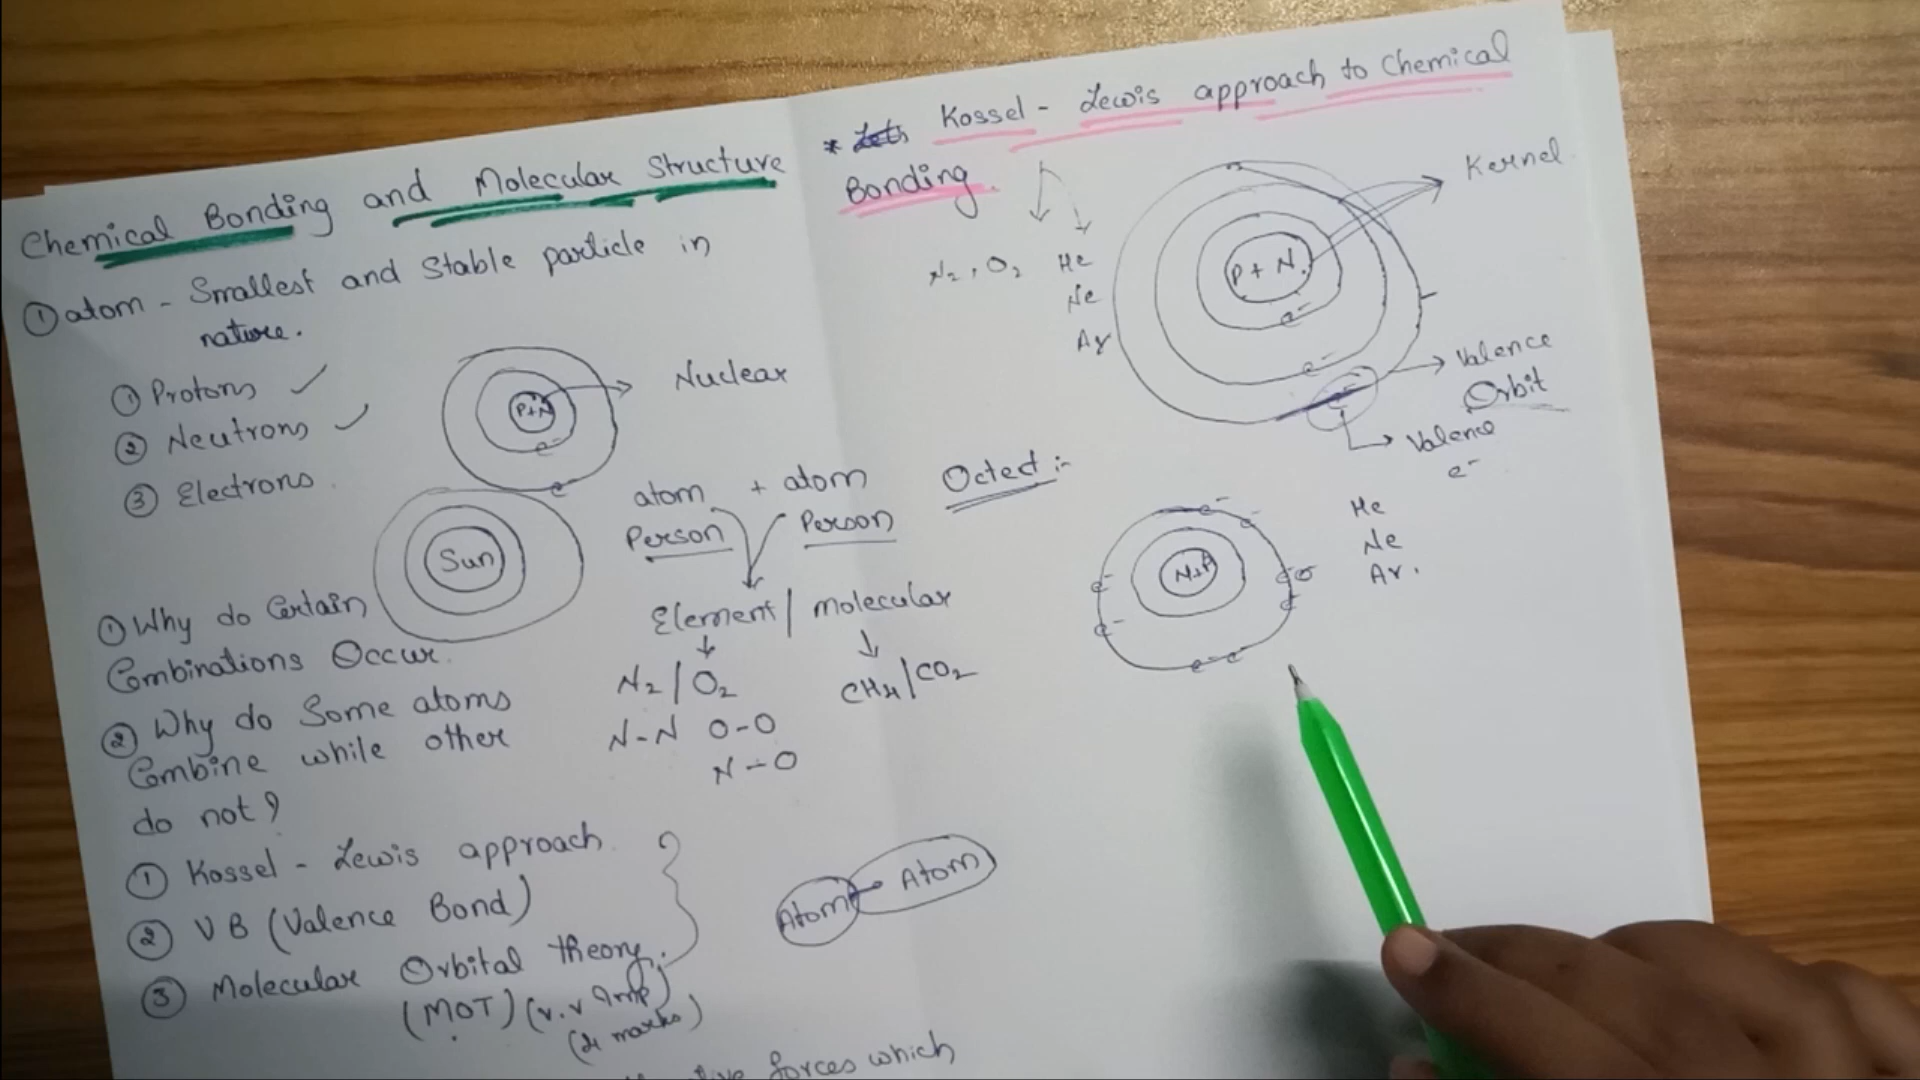 Chemical Bonding and Molecular Structure
① atom - Smallest and Stable particle in
nature.
① Protons ✓
② Neutrons ✓
③ Electrons
P+N
e-
e-
Nuclear
Sun
atom + atom
Person Person
Element / molecular
N2 / O2
CH4 / CO2
N-N O-O
N-O
① Why do Certain
Combinations Occur.
② Why do Some atoms
Combine while other
do not?
① Kossel - Lewis approach
② VB (Valence Bond)
③ Molecular Orbital theory.
(MOT) (v.v Imp)
(4 marks)
Atom Atom
forces which
* Kossel - Lewis approach to Chemical
Bonding.
N2, O2 He
Ne
Ar
Kernel
P + N
e-
e-
Valence
Orbit
Valence
e-
Octect :-
N+P
e- e-
e- e-
e- e-
e- e-
He
Ne
Ar.